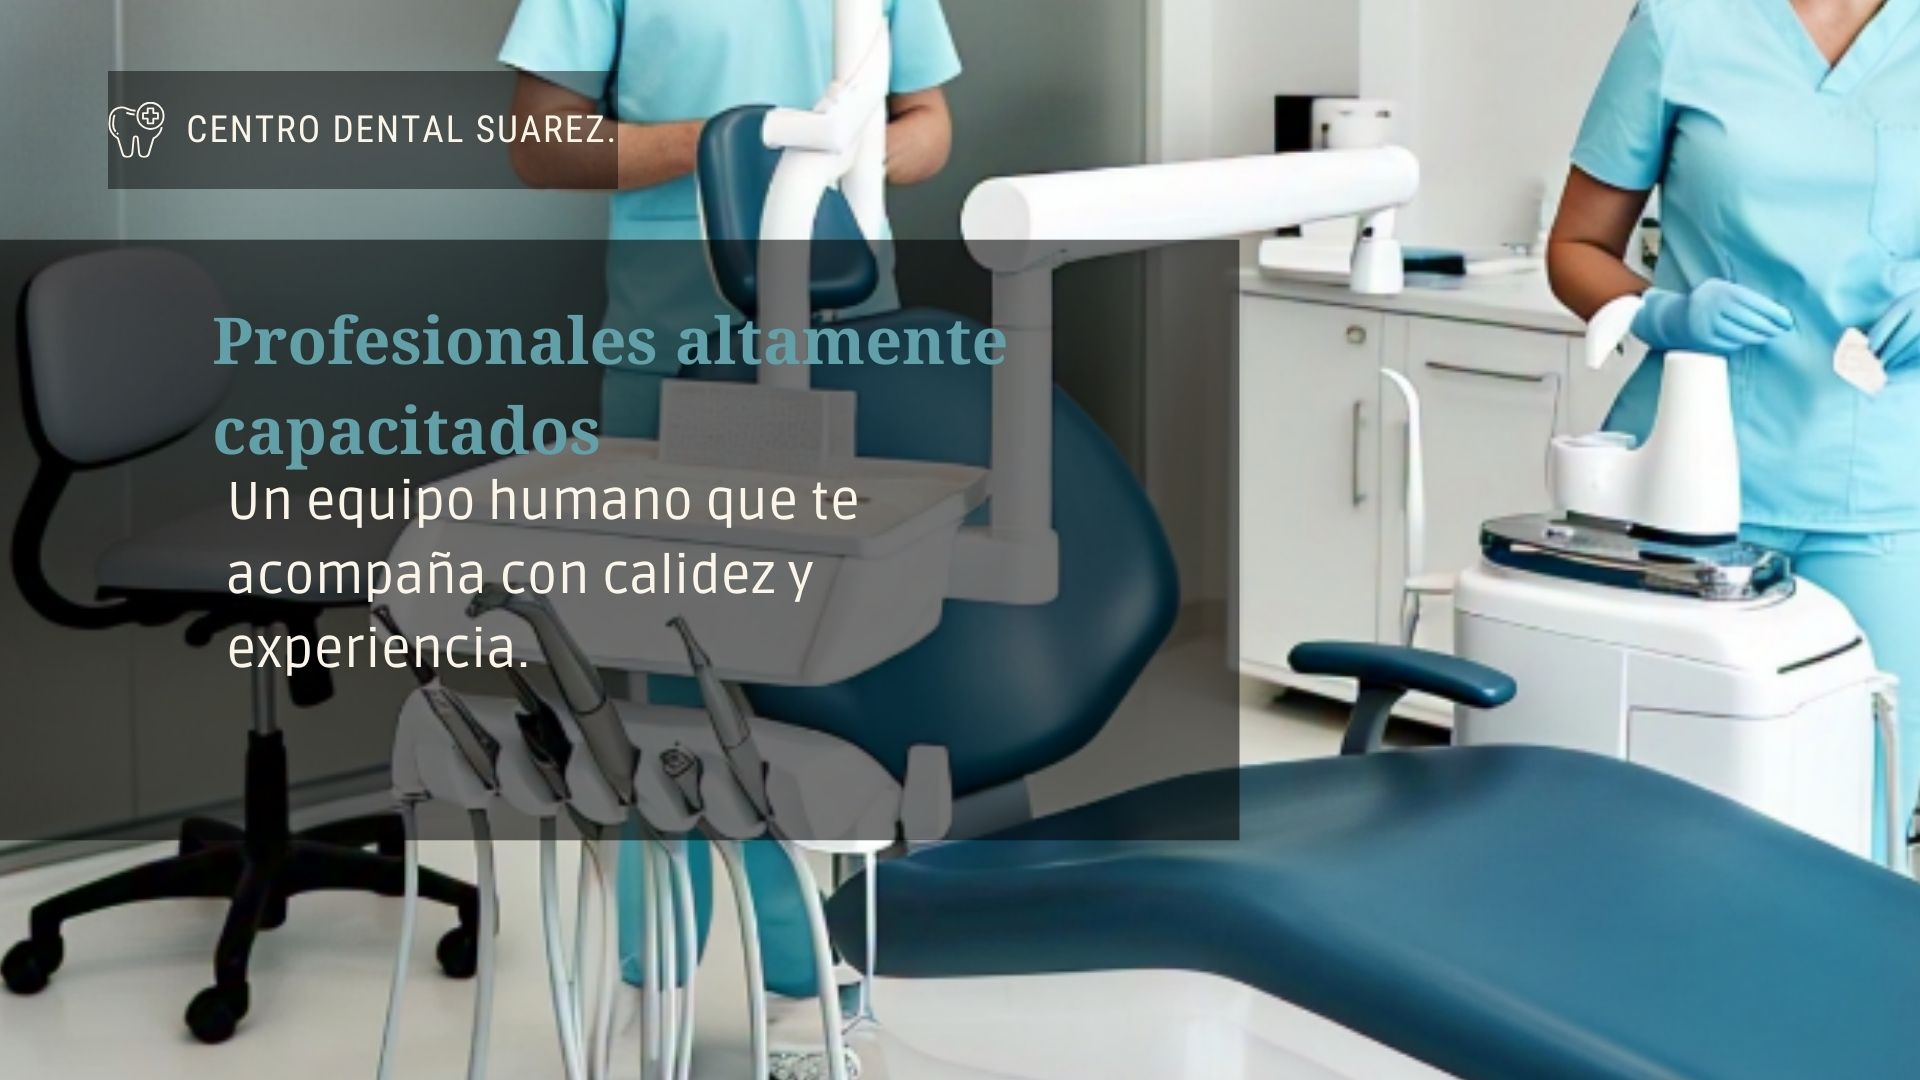 CENTRO DENTAL SUAREZ.
Profesionales altamente
capacitados
Un equipo humano que te
acompaña con calidez y
experiencia.